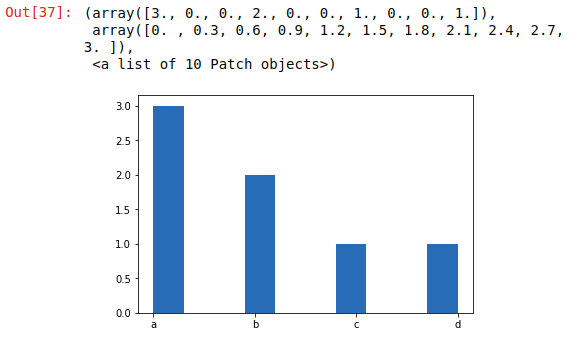 Out[37]: (array([3., 0., 0., 2., 0., 0., 1., 0., 0., 1.]),
array([0. , 0.3, 0.6, 0.9, 1.2, 1.5, 1.8, 2.1, 2.4, 2.7,
3. ]),
<a list of 10 Patch objects>)
3.0
2.5
2.0
1.5
1.0
0.5
0.0
a b c d